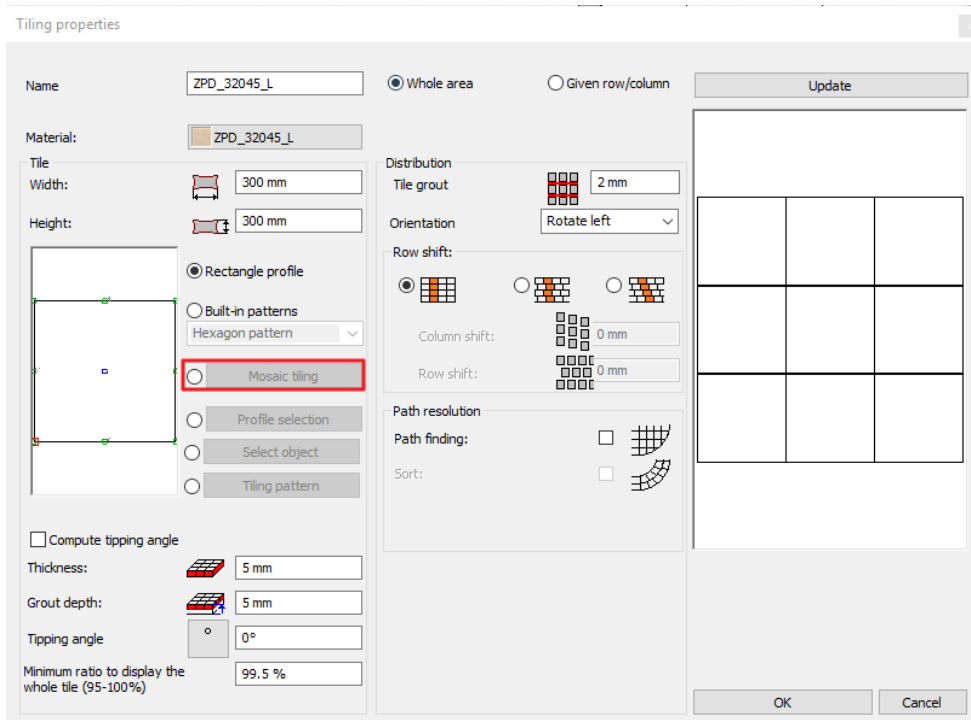 Tiling properties
Name
ZPD_32045_L
Whole area
Given row/column
Update
Material:
ZPD_32045_L
Tile
Width:
300 mm
Height:
300 mm
Rectangle profile
Built-in patterns
Hexagon pattern
Mosaic tiling
Profile selection
Select object
Tiling pattern
Compute tipping angle
Thickness:
5 mm
Grout depth:
5 mm
Tipping angle
0°
Minimum ratio to display the
whole tile (95-100%)
99.5 %
Distribution
Tile grout
2 mm
Orientation
Rotate left
Row shift:
Column shift:
0 mm
Row shift:
0 mm
Path resolution
Path finding:
Sort:
OK
Cancel